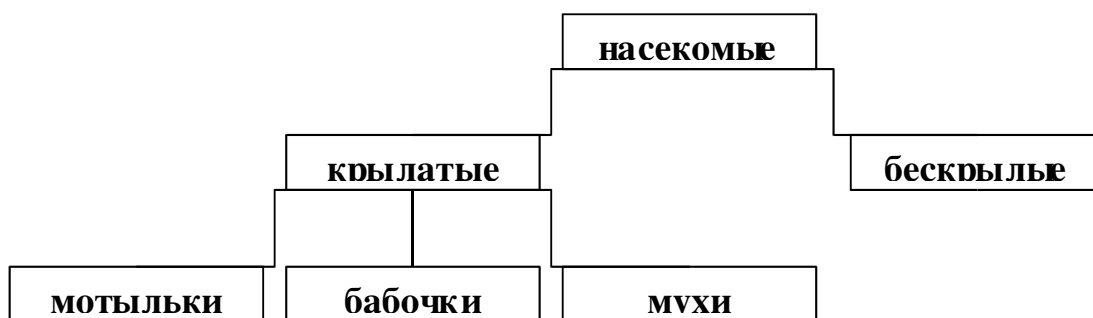 насекомые
крылатые
бескрылые
мотыльки
бабочки
мухи